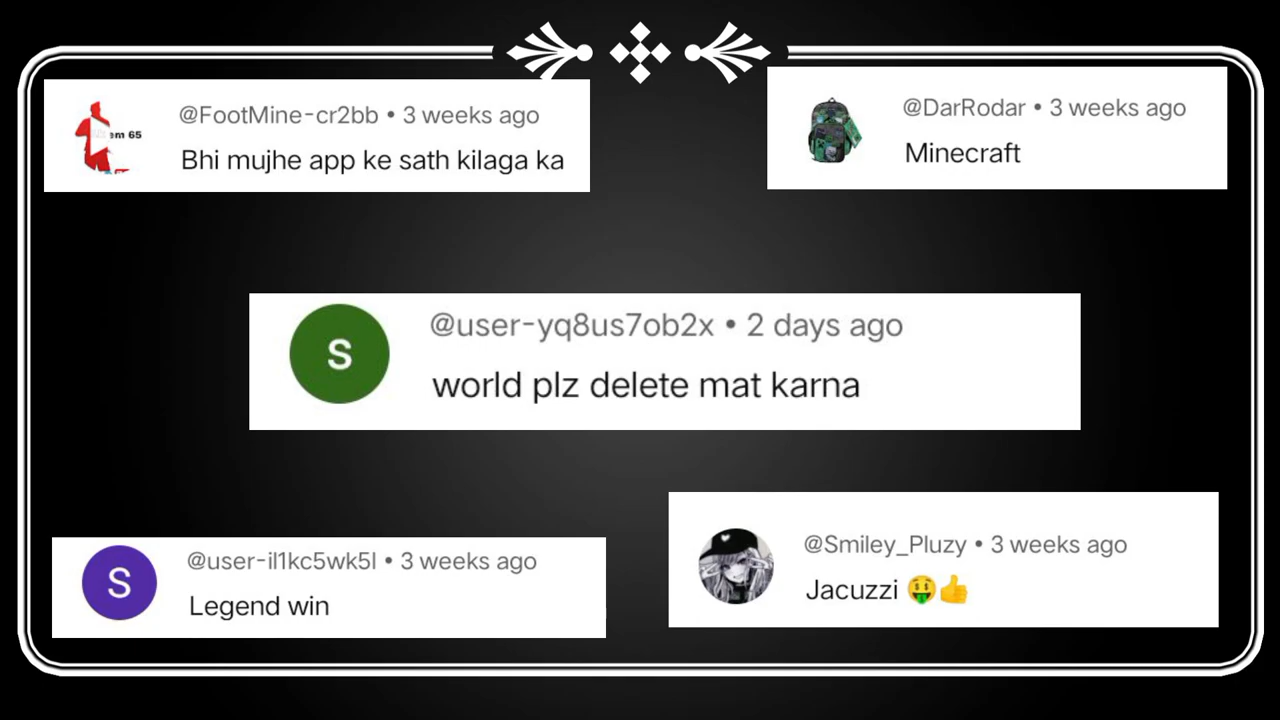 @FootMine-cr2bb • 3 weeks ago
em 65
Bhi mujhe app ke sath kilaga ka
@DarRodar • 3 weeks ago
Minecraft
@user-yq8us7ob2x • 2 days ago
S
world plz delete mat karna
@user-il1kc5wk5l • 3 weeks ago
S
Legend win
@Smiley_Pluzy • 3 weeks ago
Jacuzzi 🤑👍